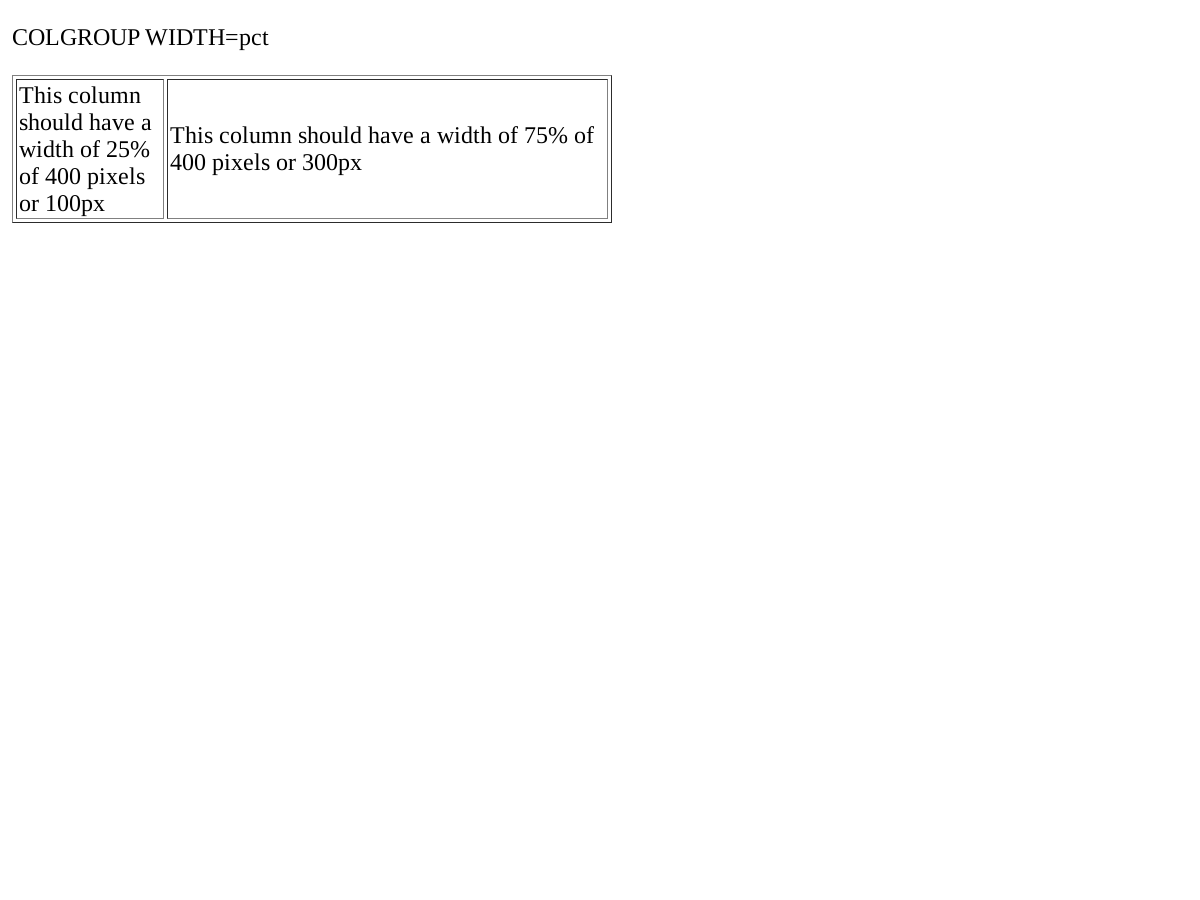 COLGROUP WIDTH=pct
This column
should have a
width of 25%
of 400 pixels
or 100px
This column should have a width of 75% of
400 pixels or 300px